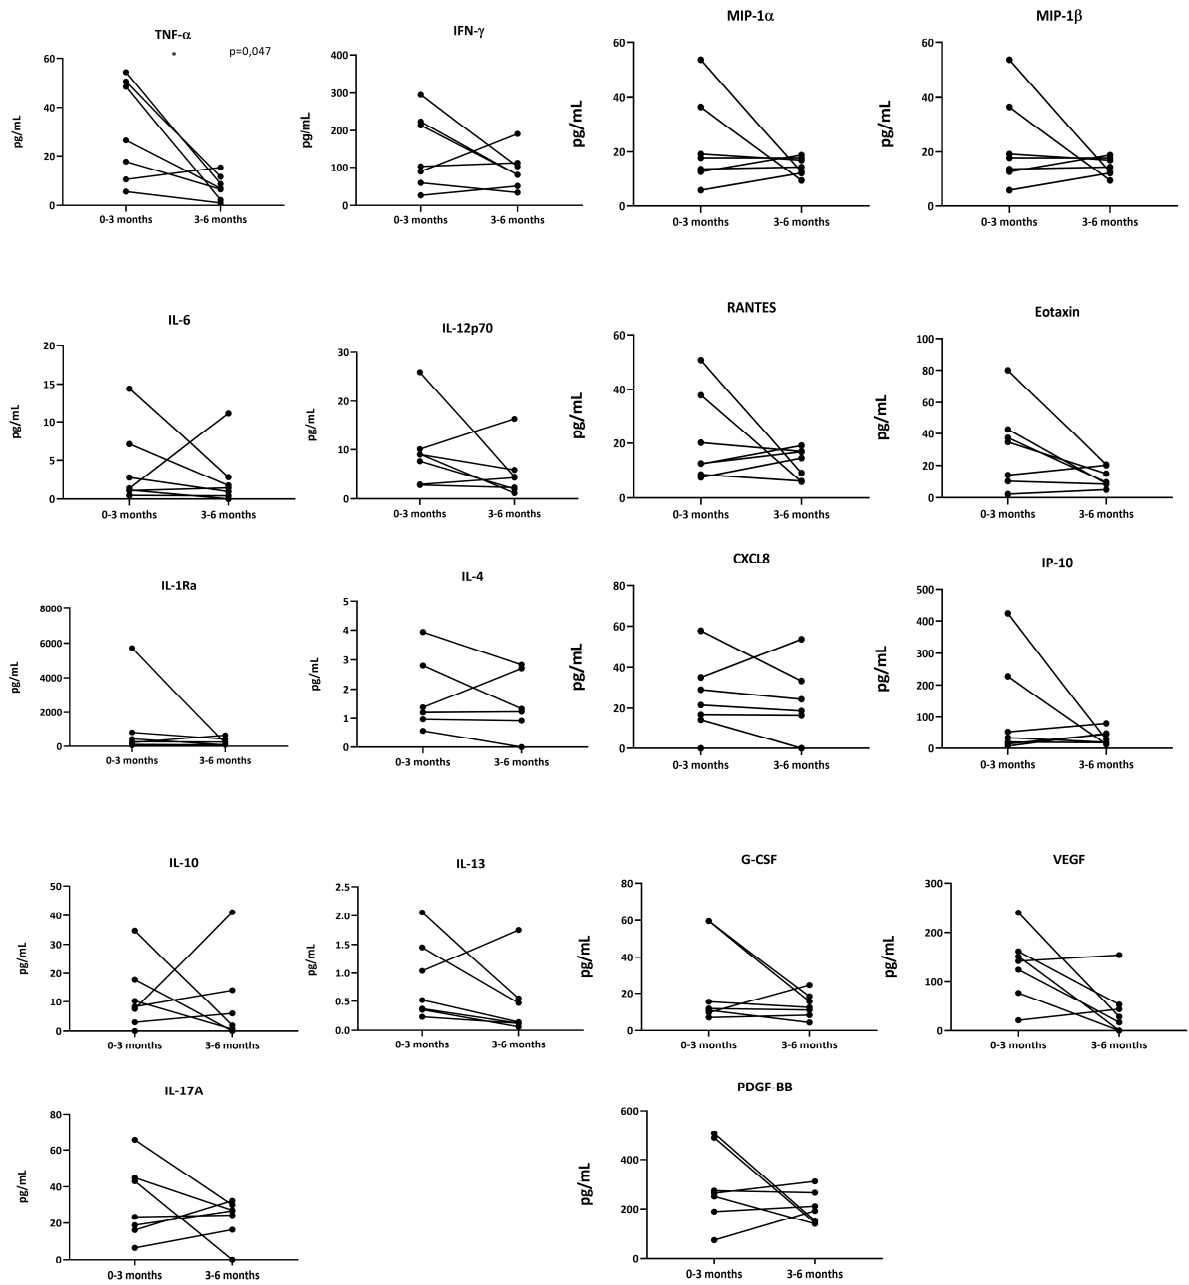 TNF-α
* p=0,047
pg/mL
60
40
20
0
0-3 months 3-6 months
IFN-γ
pg/mL
400
300
200
100
0
0-3 months 3-6 months
MIP-1α
pg/mL
60
40
20
0
0-3 months 3-6 months
MIP-1β
pg/mL
60
40
20
0
0-3 months 3-6 months
IL-6
pg/mL
20
15
10
5
0
0-3 months 3-6 months
IL-12p70
pg/mL
30
20
10
0
0-3 months 3-6 months
RANTES
pg/mL
60
40
20
0
0-3 months 3-6 months
Eotaxin
pg/mL
100
80
60
40
20
0
0-3 months 3-6 months
IL-1Ra
pg/mL
8000
6000
4000
2000
0
0-3 months 3-6 months
IL-4
pg/mL
5
4
3
2
1
0
0-3 months 3-6 months
CXCL8
pg/mL
80
60
40
20
0
0-3 months 3-6 months
IP-10
pg/mL
500
400
300
200
100
0
0-3 months 3-6 months
IL-10
pg/mL
50
40
30
20
10
0
0-3 months 3-6 months
IL-13
pg/mL
2.5
2.0
1.5
1.0
0.5
0.0
0-3 months 3-6 months
G-CSF
pg/mL
80
60
40
20
0
0-3 months 3-6 months
VEGF
pg/mL
300
200
100
0
0-3 months 3-6 months
IL-17A
pg/mL
80
60
40
20
0
0-3 months 3-6 months
PDGF-BB
pg/mL
600
400
200
0
0-3 months 3-6 months